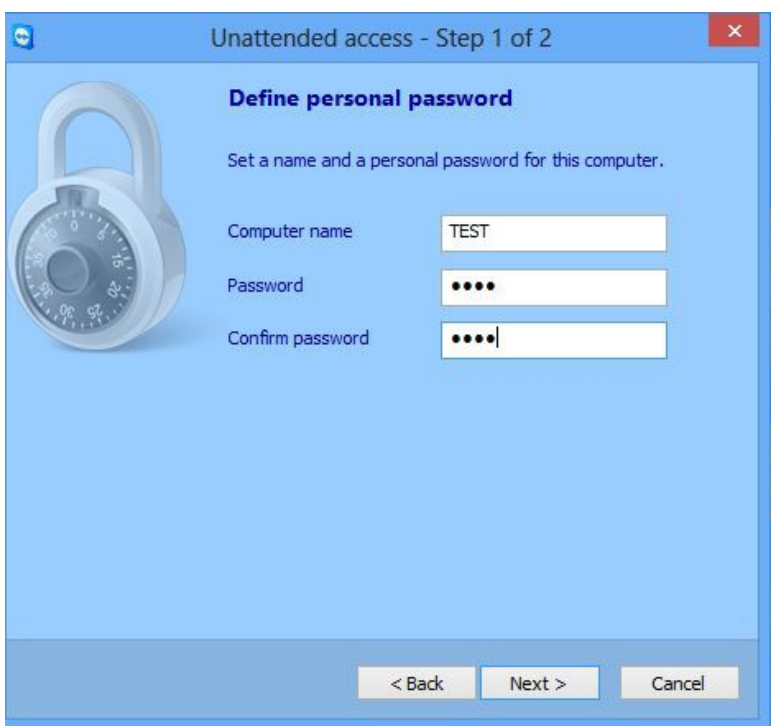 Unattended access - Step 1 of 2
Define personal password
Set a name and a personal password for this computer.
Computer name TEST
Password ••••
Confirm password ••••
< Back Next > Cancel